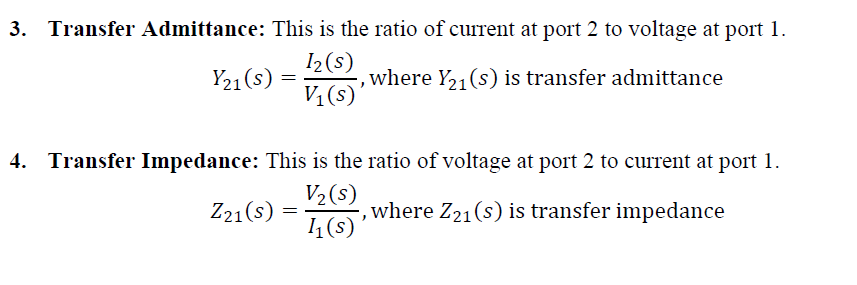 3. Transfer Admittance: This is the ratio of current at port 2 to voltage at port 1.
Y₂₁(s) = I₂(s) / V₁(s) , where Y₂₁(s) is transfer admittance
4. Transfer Impedance: This is the ratio of voltage at port 2 to current at port 1.
Z₂₁(s) = V₂(s) / I₁(s) , where Z₂₁(s) is transfer impedance